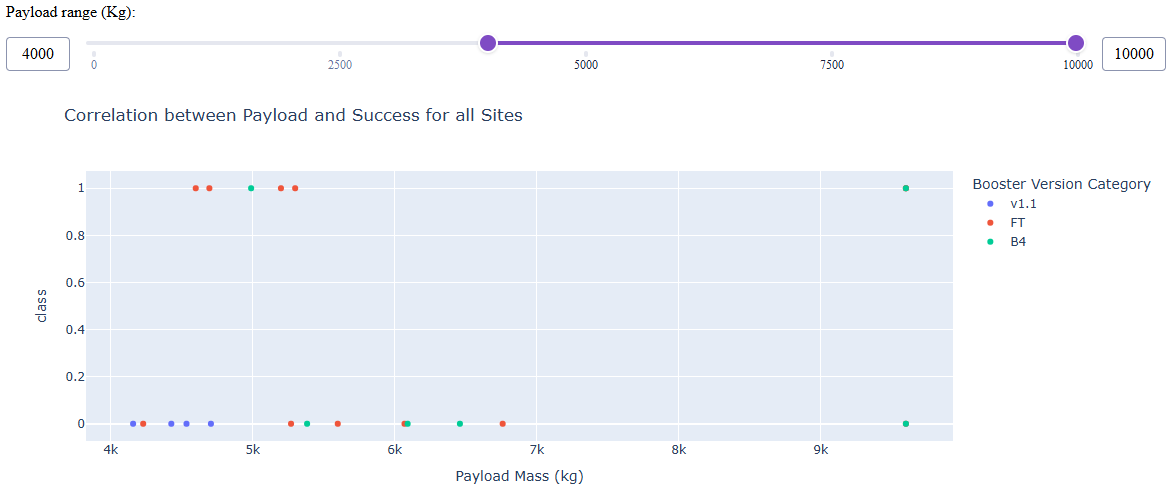 Payload range (Kg):
4000
10000
0 2500 5000 7500 10000
Correlation between Payload and Success for all Sites
Booster Version Category
v1.1
FT
B4
1
0.8
0.6
0.4
0.2
0
class
4k 5k 6k 7k 8k 9k
Payload Mass (kg)